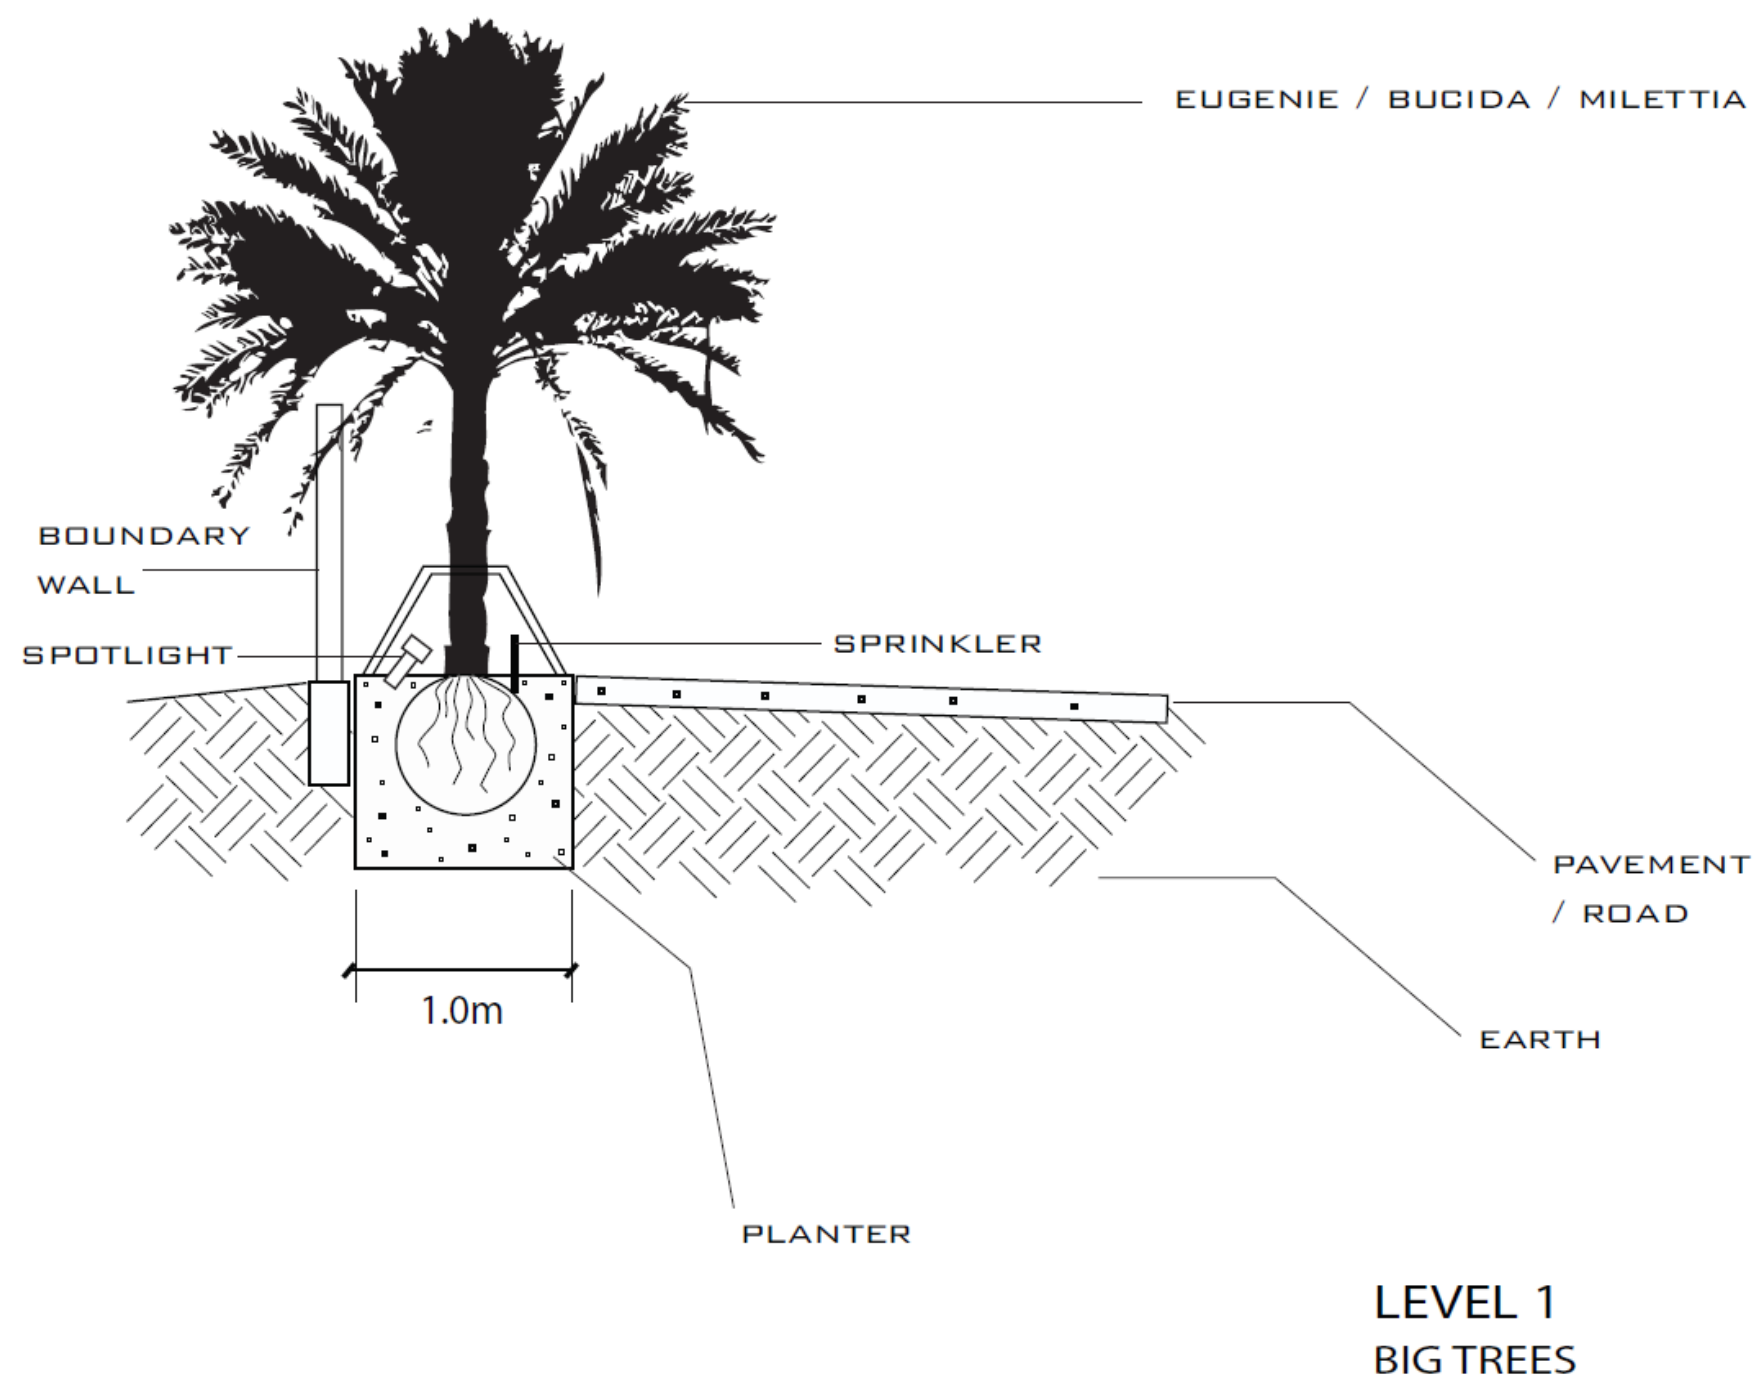 EUGENIE / BUCIDA / MILETTIA
BOUNDARY
WALL
SPOTLIGHT
SPRINKLER
PAVEMENT
/ ROAD
1.0m
EARTH
PLANTER
LEVEL 1
BIG TREES